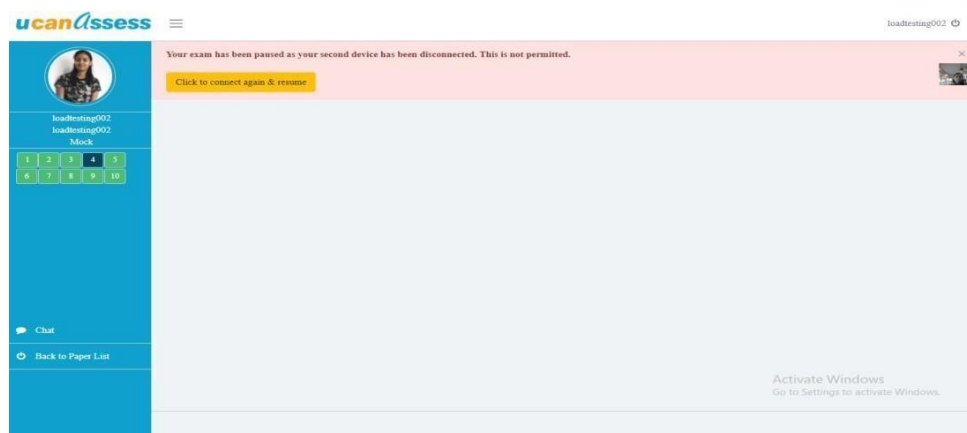 ucanAssess
loadtesting002
Your exam has been paused as your second device has been disconnected. This is not permitted.
×
Click to connect again & resume
loadtesting002
loadtesting002
Mock
1 2 3 4 5
6 7 8 9 10
Chat
Back to Paper List
Activate Windows
Go to Settings to activate Windows.